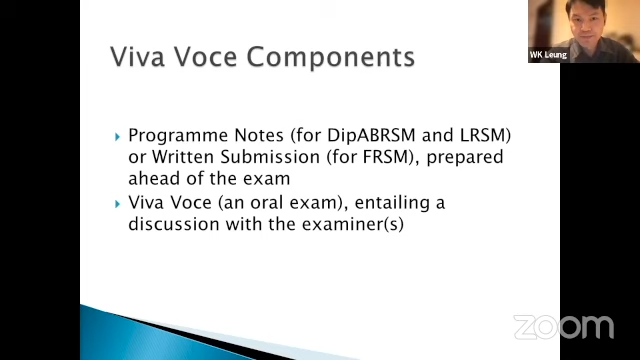 Viva Voce Components
Programme Notes (for DipABRSM and LRSM)
or Written Submission (for FRSM), prepared
ahead of the exam
Viva Voce (an oral exam), entailing a
discussion with the examiner(s)
WK Leung
zoom